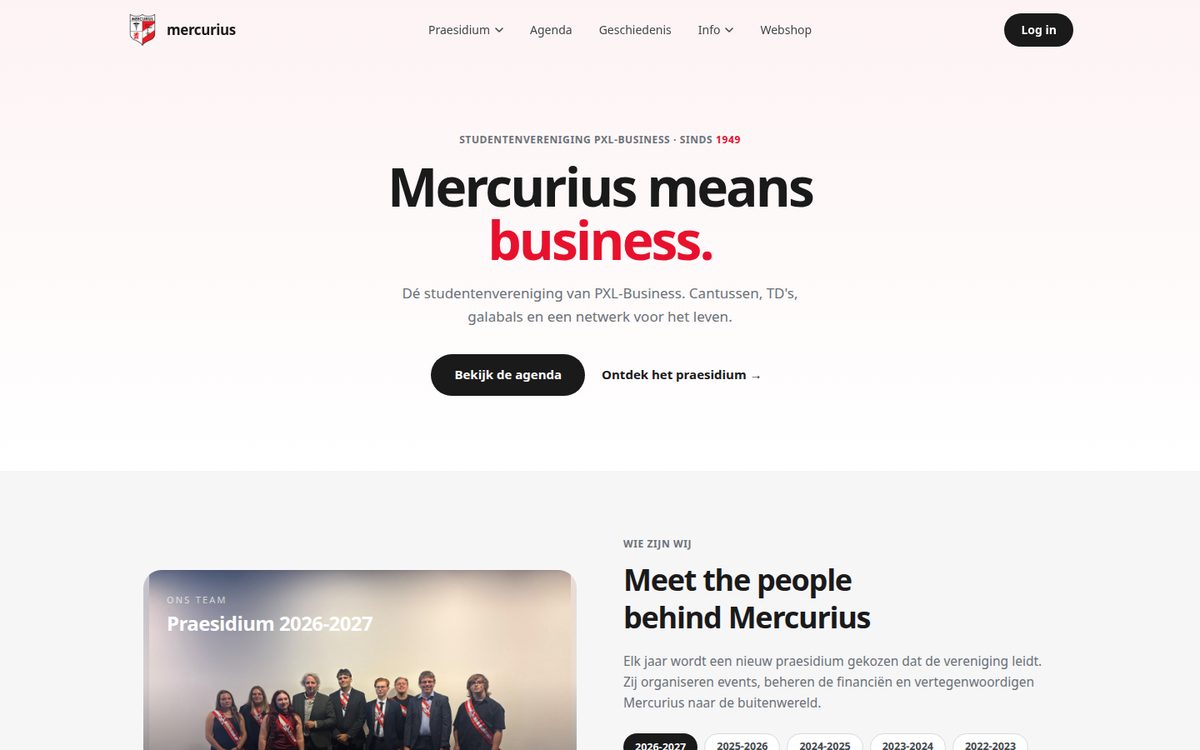 MERCURIUS
mercurius
Praesidium
Agenda
Geschiedenis
Info
Webshop
Log in
STUDENTENVERENIGING PXL-BUSINESS · SINDS 1949
Mercurius means
business.
Dé studentenvereniging van PXL-Business. Cantussen, TD's,
galabals en een netwerk voor het leven.
Bekijk de agenda
Ontdek het praesidium →
ONS TEAM
Praesidium 2026-2027
WIE ZIJN WIJ
Meet the people
behind Mercurius
Elk jaar wordt een nieuw praesidium gekozen dat de vereniging leidt.
Zij organiseren events, beheren de financiën en vertegenwoordigen
Mercurius naar de buitenwereld.
2026-2027
2025-2026
2024-2025
2023-2024
2022-2023